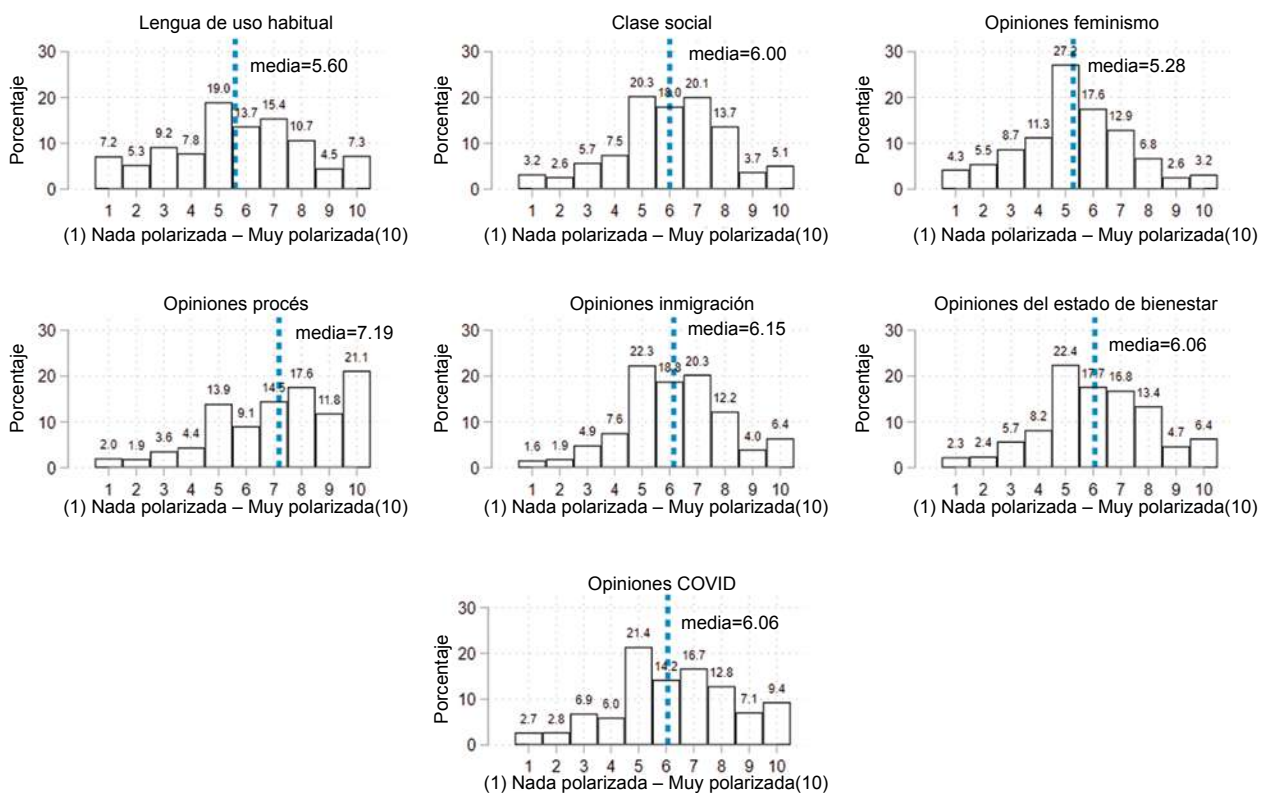 Lengua de uso habitual
Porcentaje
30
20
10
0
media=5.60
7.2 5.3 9.2 7.8 19.0 13.7 15.4 10.7 4.5 7.3
1 2 3 4 5 6 7 8 9 10
(1) Nada polarizada – Muy polarizada(10)
Clase social
Porcentaje
30
20
10
0
media=6.00
3.2 2.6 5.7 7.5 20.3 18.0 20.1 13.7 3.7 5.1
1 2 3 4 5 6 7 8 9 10
(1) Nada polarizada – Muy polarizada(10)
Opiniones feminismo
Porcentaje
30
20
10
0
media=5.28
4.3 5.5 8.7 11.3 27.2 17.6 12.9 6.8 2.6 3.2
1 2 3 4 5 6 7 8 9 10
(1) Nada polarizada – Muy polarizada(10)
Opiniones procés
Porcentaje
30
20
10
0
media=7.19
2.0 1.9 3.6 4.4 13.9 9.1 14.5 17.6 11.8 21.1
1 2 3 4 5 6 7 8 9 10
(1) Nada polarizada – Muy polarizada(10)
Opiniones inmigración
Porcentaje
30
20
10
0
media=6.15
1.6 1.9 4.9 7.6 22.3 18.8 20.3 12.2 4.0 6.4
1 2 3 4 5 6 7 8 9 10
(1) Nada polarizada – Muy polarizada(10)
Opiniones del estado de bienestar
Porcentaje
30
20
10
0
media=6.06
2.3 2.4 5.7 8.2 22.4 17.7 16.8 13.4 4.7 6.4
1 2 3 4 5 6 7 8 9 10
(1) Nada polarizada – Muy polarizada(10)
Opiniones COVID
Porcentaje
30
20
10
0
media=6.06
2.7 2.8 6.9 6.0 21.4 14.2 16.7 12.8 7.1 9.4
1 2 3 4 5 6 7 8 9 10
(1) Nada polarizada – Muy polarizada(10)